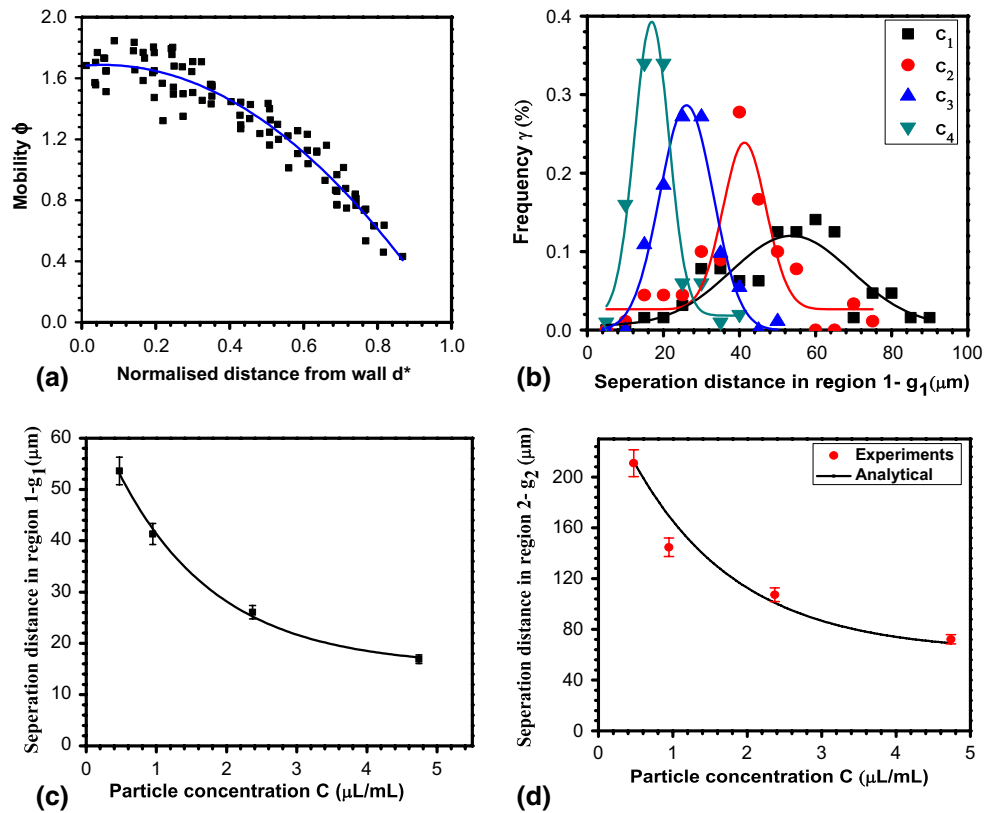 2.0
1.6
1.2
0.8
0.4
0.0
0.0 0.2 0.4 0.6 0.8 1.0
Mobility ϕ
Normalised distance from wall d*
(a)
0.4
0.3
0.2
0.1
0.0
0 20 40 60 80 100
Frequency γ (%)
Seperation distance in region 1- g₁(μm)
C₁
C₂
C₃
C₄
(b)
60
50
40
30
20
10
0
0 1 2 3 4 5
Seperation distance in region 1-g₁(μm)
Particle concentration C (μL/mL)
(c)
200
160
120
80
40
0
0 1 2 3 4 5
Seperation distance in region 2- g₂ (μm)
Particle concentration C (μL/mL)
Experiments
Analytical
(d)